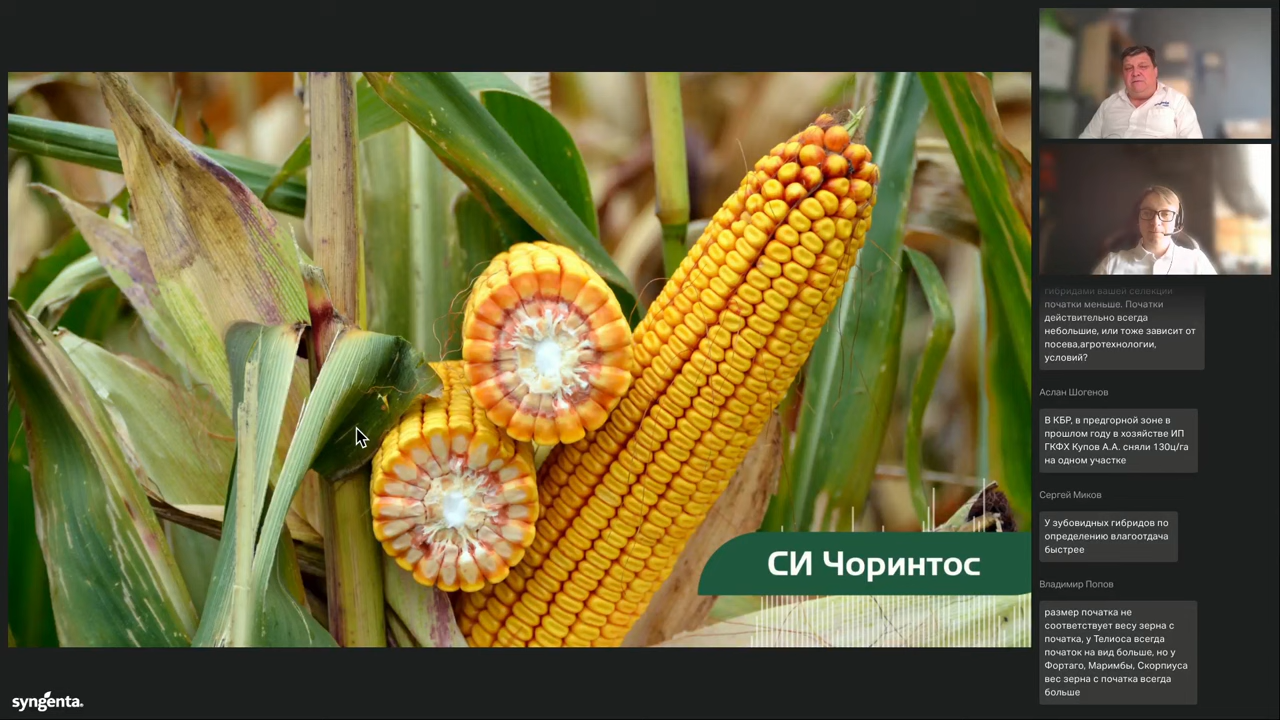 гибридами вашей селекции
початки меньше. Початки
действительно всегда
небольшие, или тоже зависит от
посева,агротехнологии,
условий?
Аслан Шогенов
В КБР, в предгорной зоне в
прошлом году в хозяйстве ИП
ГКФХ Купов А.А. сняли 130ц/га
на одном участке
Сергей Миков
У зубовидных гибридов по
определению влагоотдача
быстрее
Владимир Попов
размер початка не
соответствует весу зерна с
початка, у Телиоса всегда
початок на вид больше, но у
Фортаго, Маримбы, Скорпиуса
вес зерна с початка всегда
больше
СИ Чоринтос
syngenta